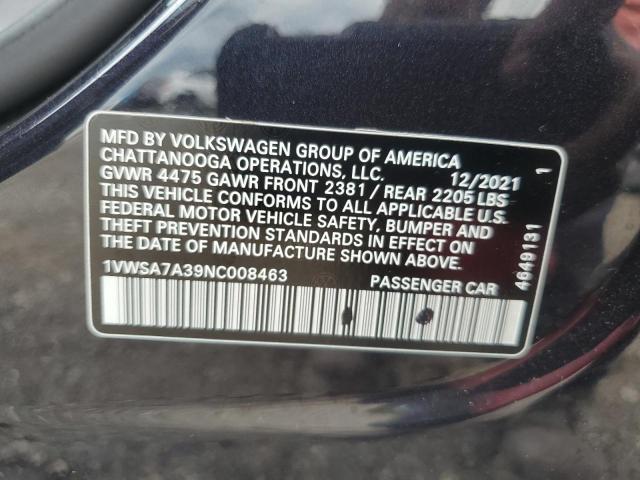 MFD BY VOLKSWAGEN GROUP OF AMERICA
CHATTANOOGA OPERATIONS, LLC. 12/2021 1
GVWR 4475 GAWR FRONT 2381 / REAR 2205 LBS
THIS VEHICLE CONFORMS TO ALL APPLICABLE U.S.
FEDERAL MOTOR VEHICLE SAFETY, BUMPER AND
THEFT PREVENTION STANDARDS IN EFFECT ON
THE DATE OF MANUFACTURE SHOWN ABOVE.
1VWSA7A39NC008463 PASSENGER CAR
4649131